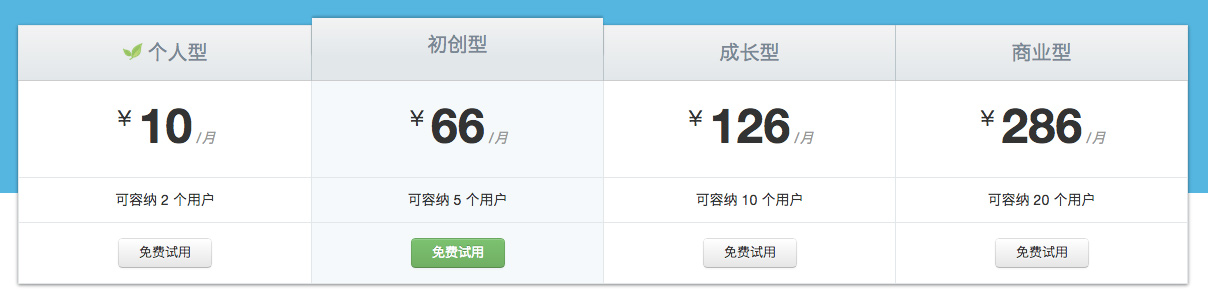 个人型
初创型
成长型
商业型
¥ 10 /月
¥ 66 /月
¥ 126 /月
¥ 286 /月
可容纳 2 个用户
可容纳 5 个用户
可容纳 10 个用户
可容纳 20 个用户
免费试用
免费试用
免费试用
免费试用